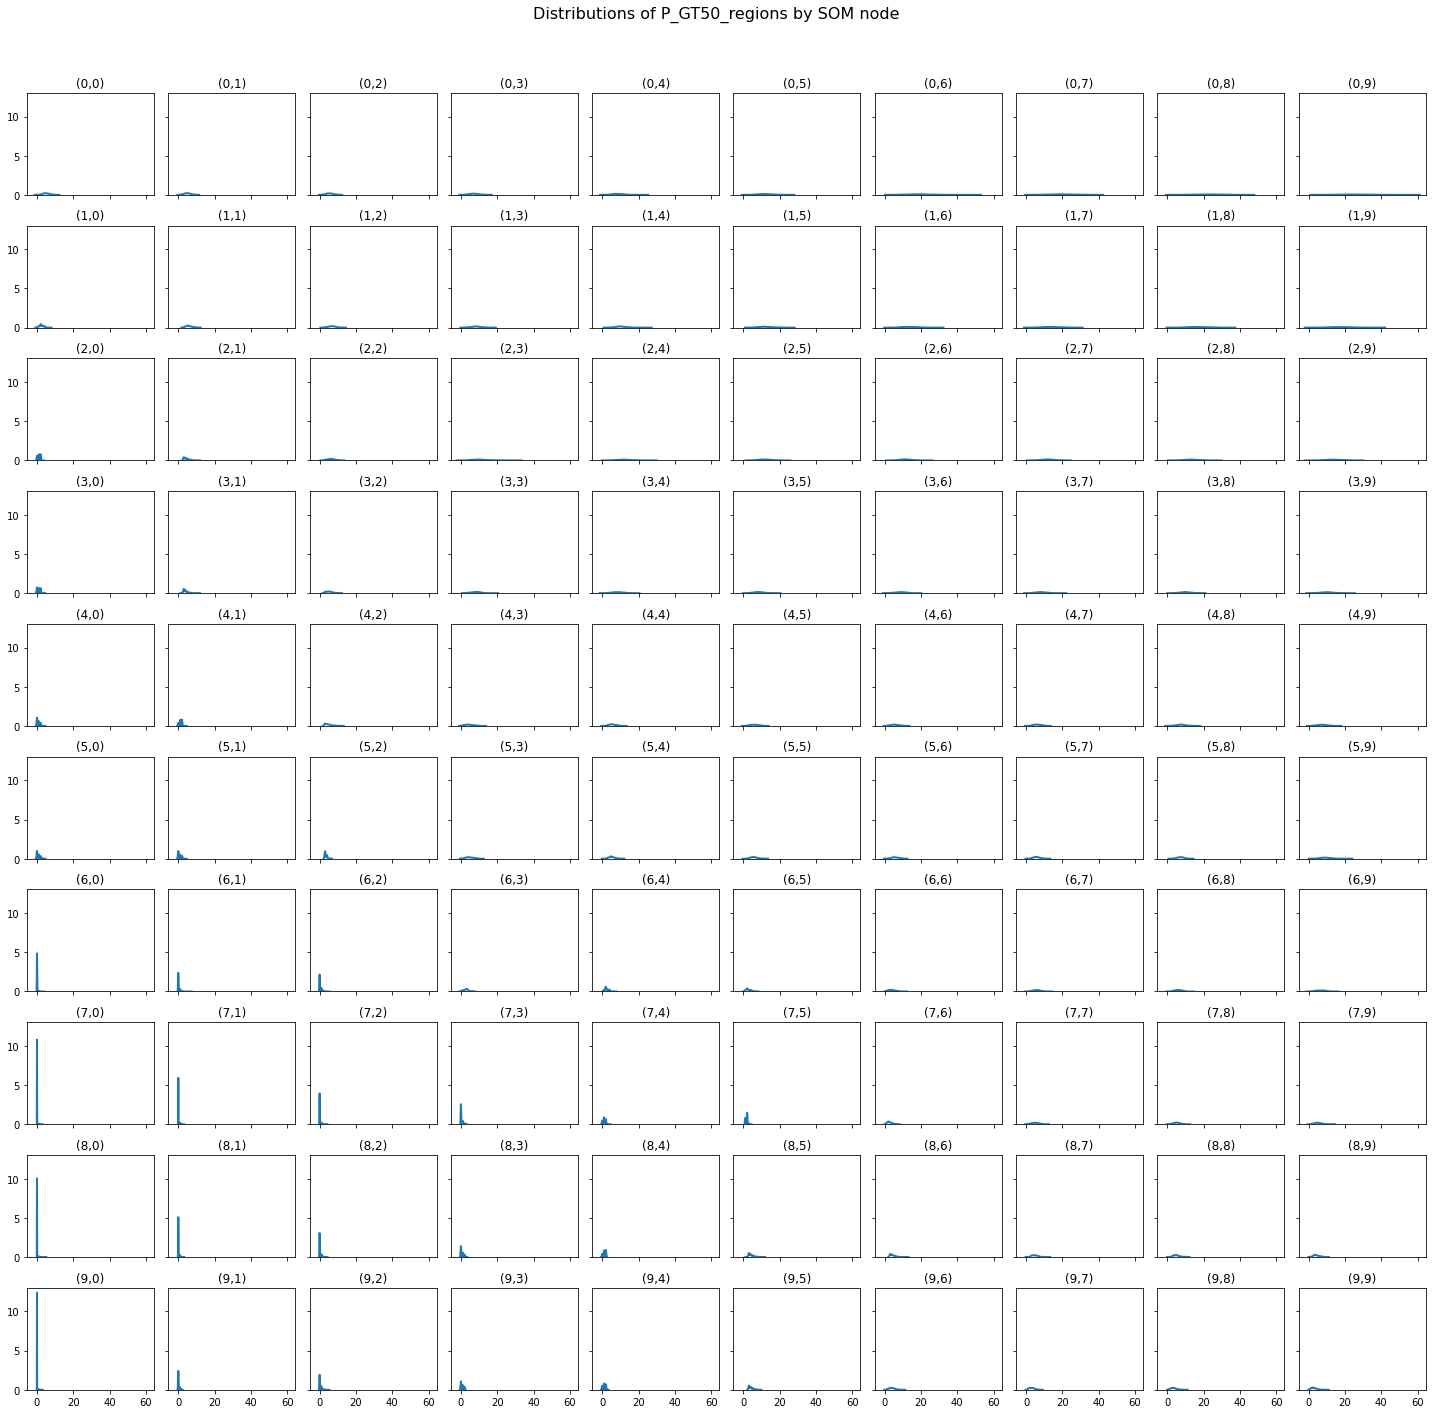 Distributions of P_GT50_regions by SOM node
(0,0) (0,1) (0,2) (0,3) (0,4) (0,5) (0,6) (0,7) (0,8) (0,9)
10
5
0
(1,0) (1,1) (1,2) (1,3) (1,4) (1,5) (1,6) (1,7) (1,8) (1,9)
10
5
0
(2,0) (2,1) (2,2) (2,3) (2,4) (2,5) (2,6) (2,7) (2,8) (2,9)
10
5
0
(3,0) (3,1) (3,2) (3,3) (3,4) (3,5) (3,6) (3,7) (3,8) (3,9)
10
5
0
(4,0) (4,1) (4,2) (4,3) (4,4) (4,5) (4,6) (4,7) (4,8) (4,9)
10
5
0
(5,0) (5,1) (5,2) (5,3) (5,4) (5,5) (5,6) (5,7) (5,8) (5,9)
10
5
0
(6,0) (6,1) (6,2) (6,3) (6,4) (6,5) (6,6) (6,7) (6,8) (6,9)
10
5
0
(7,0) (7,1) (7,2) (7,3) (7,4) (7,5) (7,6) (7,7) (7,8) (7,9)
10
5
0
(8,0) (8,1) (8,2) (8,3) (8,4) (8,5) (8,6) (8,7) (8,8) (8,9)
10
5
0
(9,0) (9,1) (9,2) (9,3) (9,4) (9,5) (9,6) (9,7) (9,8) (9,9)
10
5
0
0 20 40 60 0 20 40 60 0 20 40 60 0 20 40 60 0 20 40 60 0 20 40 60 0 20 40 60 0 20 40 60 0 20 40 60 0 20 40 60